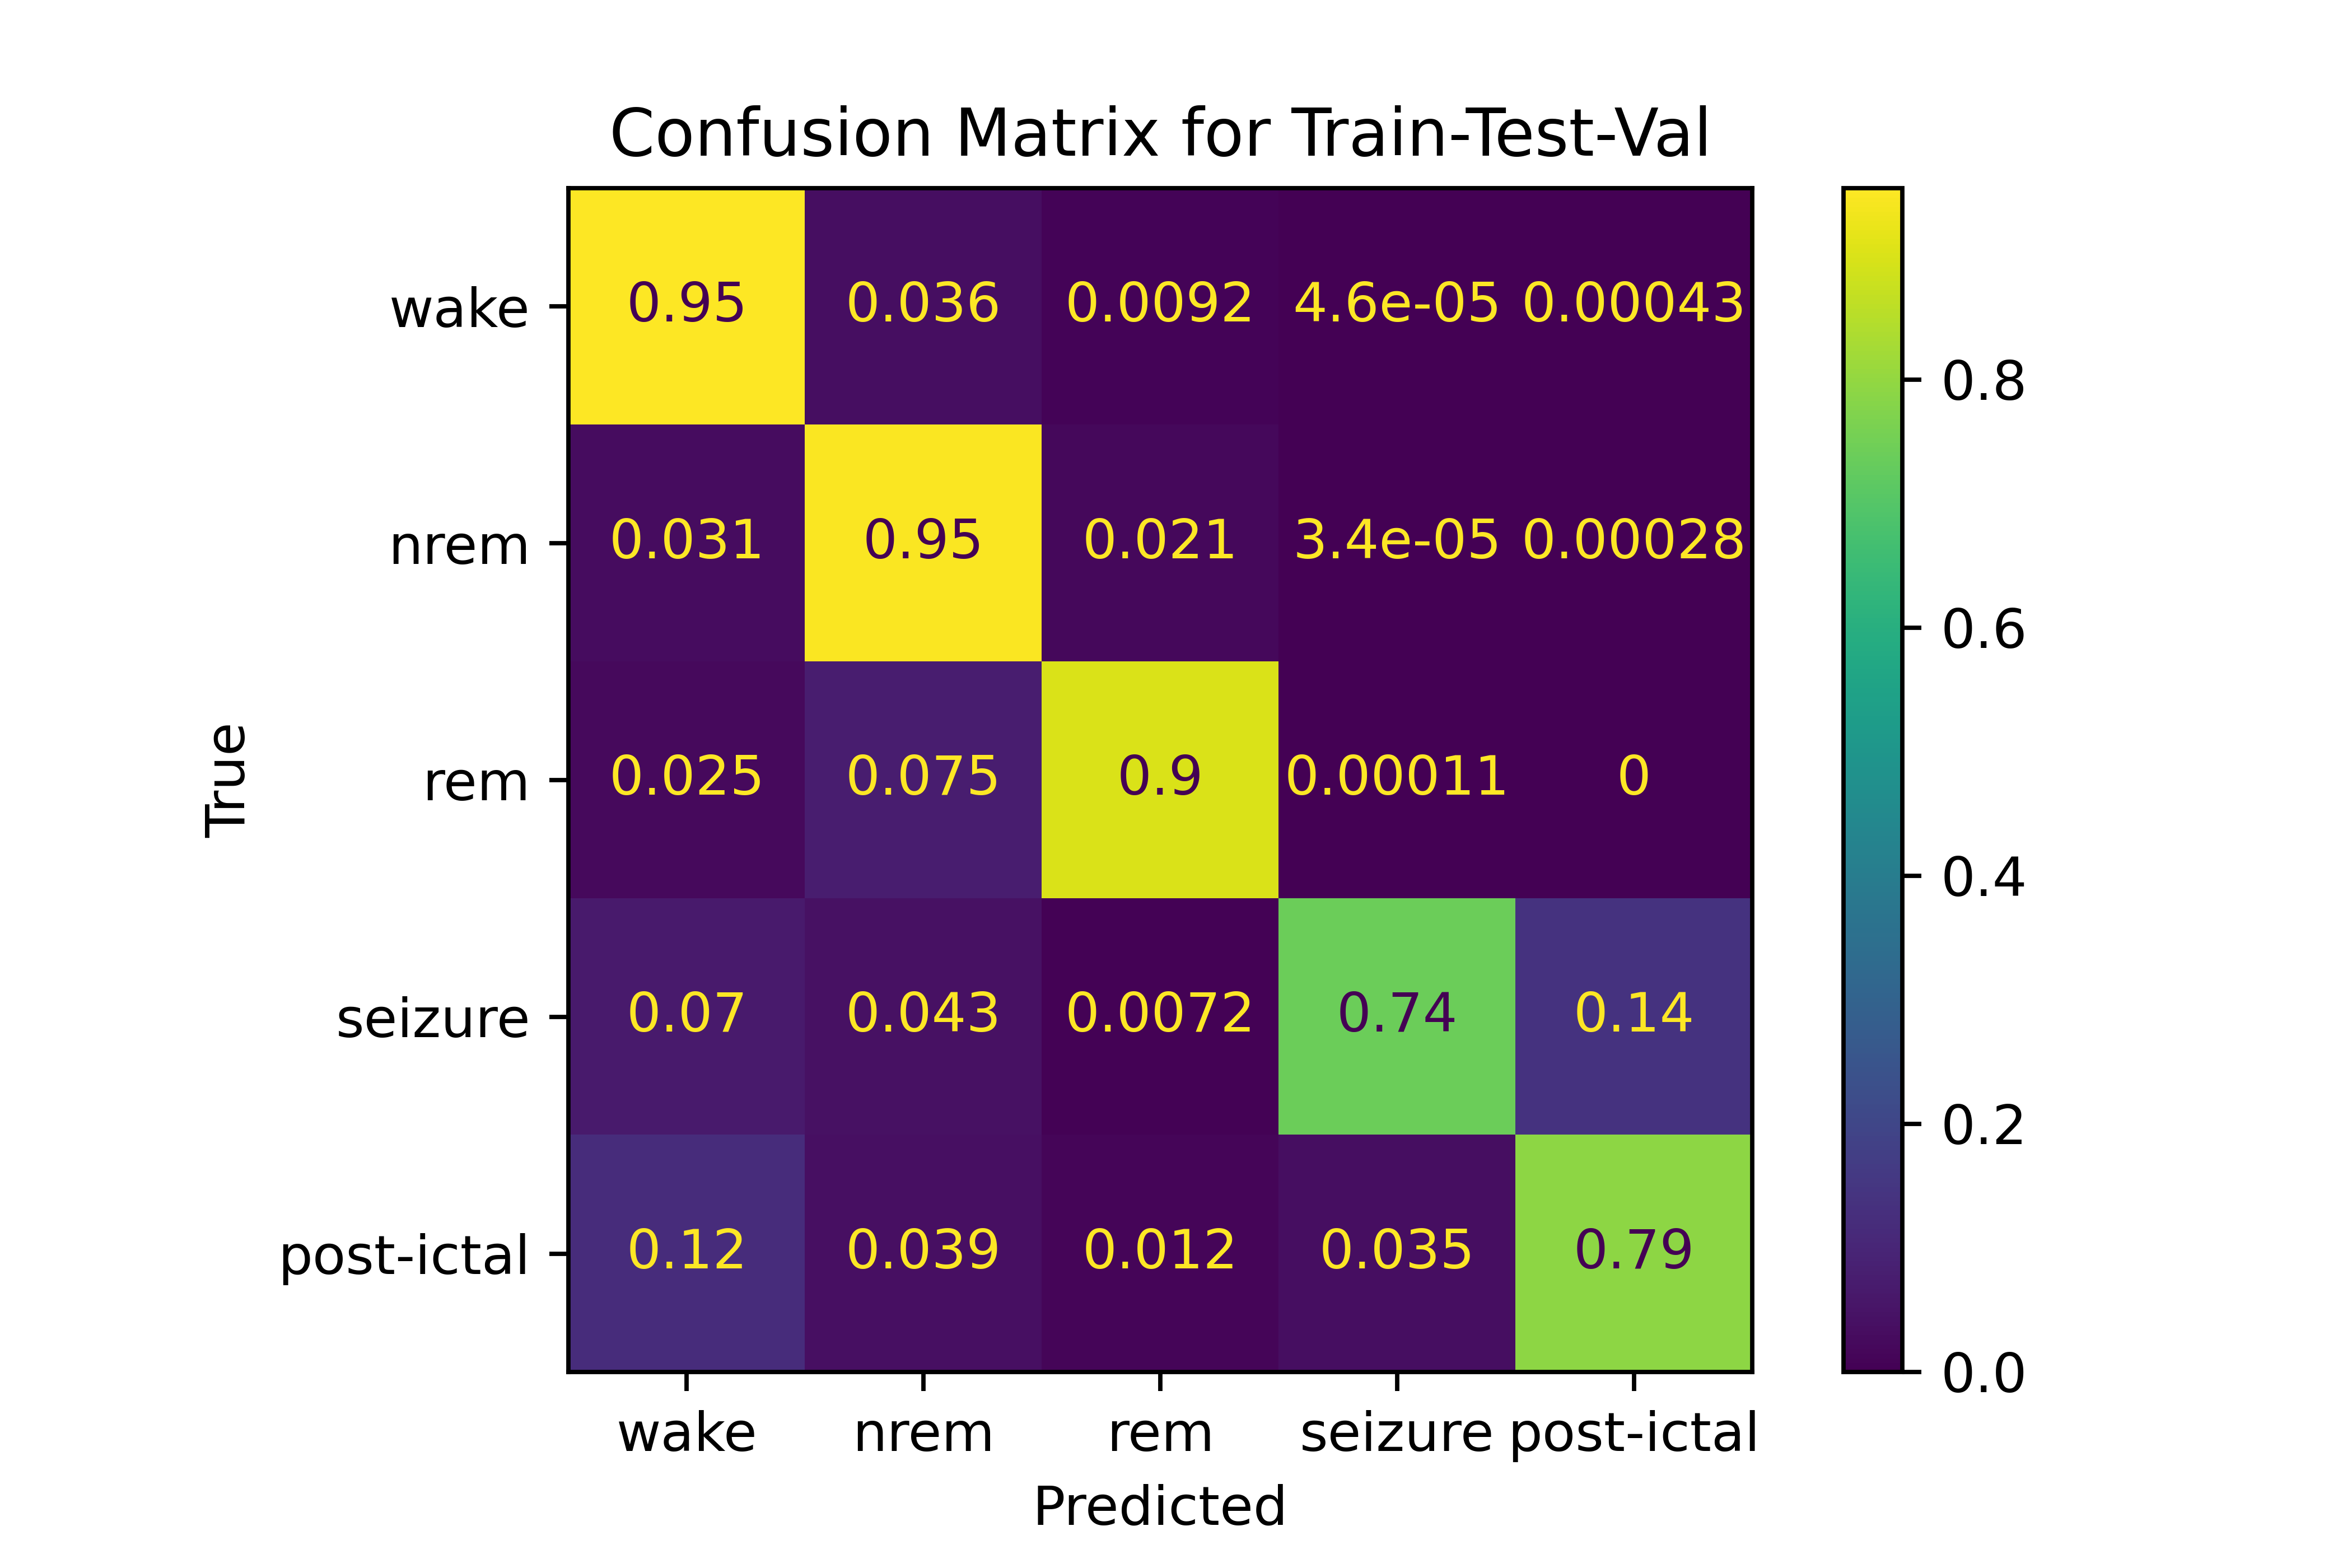 Confusion Matrix for Train-Test-Val
wake 0.95 0.036 0.0092 4.6e-05 0.00043
nrem 0.031 0.95 0.021 3.4e-05 0.00028
rem 0.025 0.075 0.9 0.00011 0
seizure 0.07 0.043 0.0072 0.74 0.14
post-ictal 0.12 0.039 0.012 0.035 0.79
True
wake nrem rem seizure post-ictal
Predicted
0.8
0.6
0.4
0.2
0.0